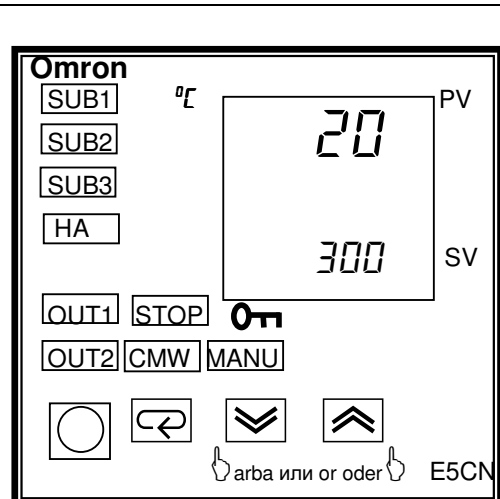 Omron
SUB1 °C PV
SUB2 20
SUB3
HA
300 SV
OUT1 STOP
OUT2 CMW MANU
arba или or oder E5CN